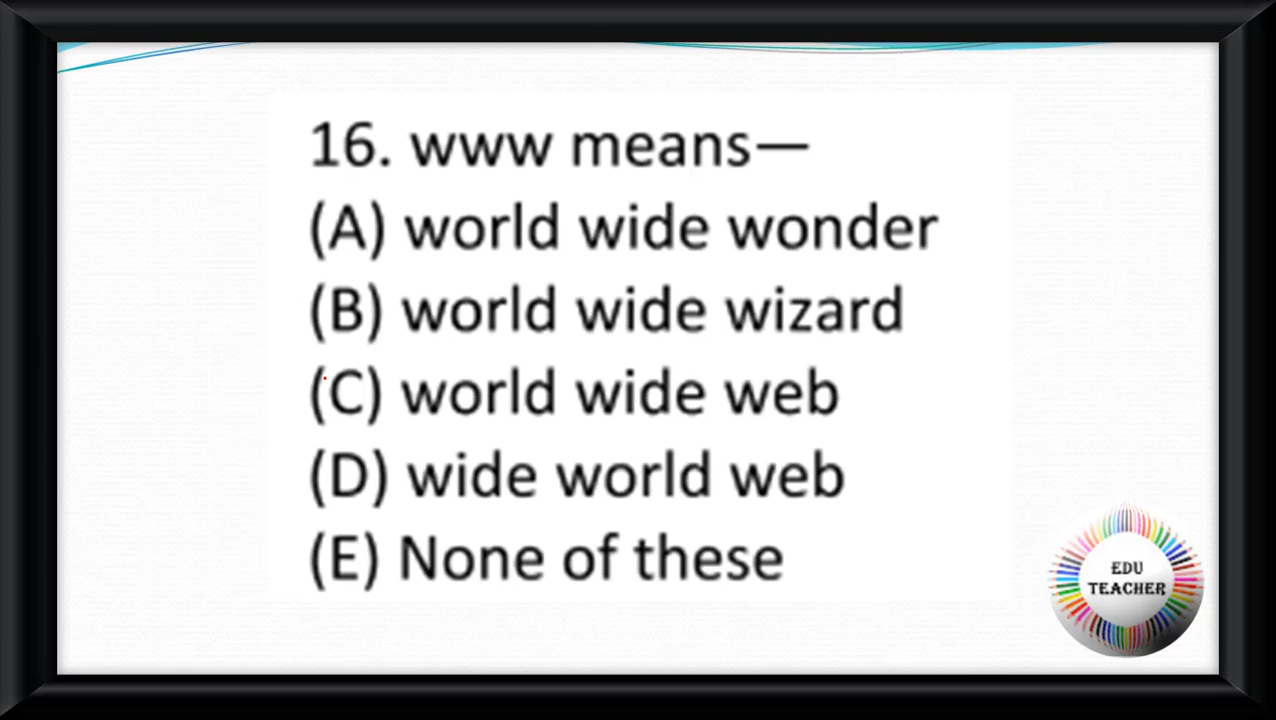 16. www means—
(A) world wide wonder
(B) world wide wizard
(C) world wide web
(D) wide world web
(E) None of these
EDU
TEACHER